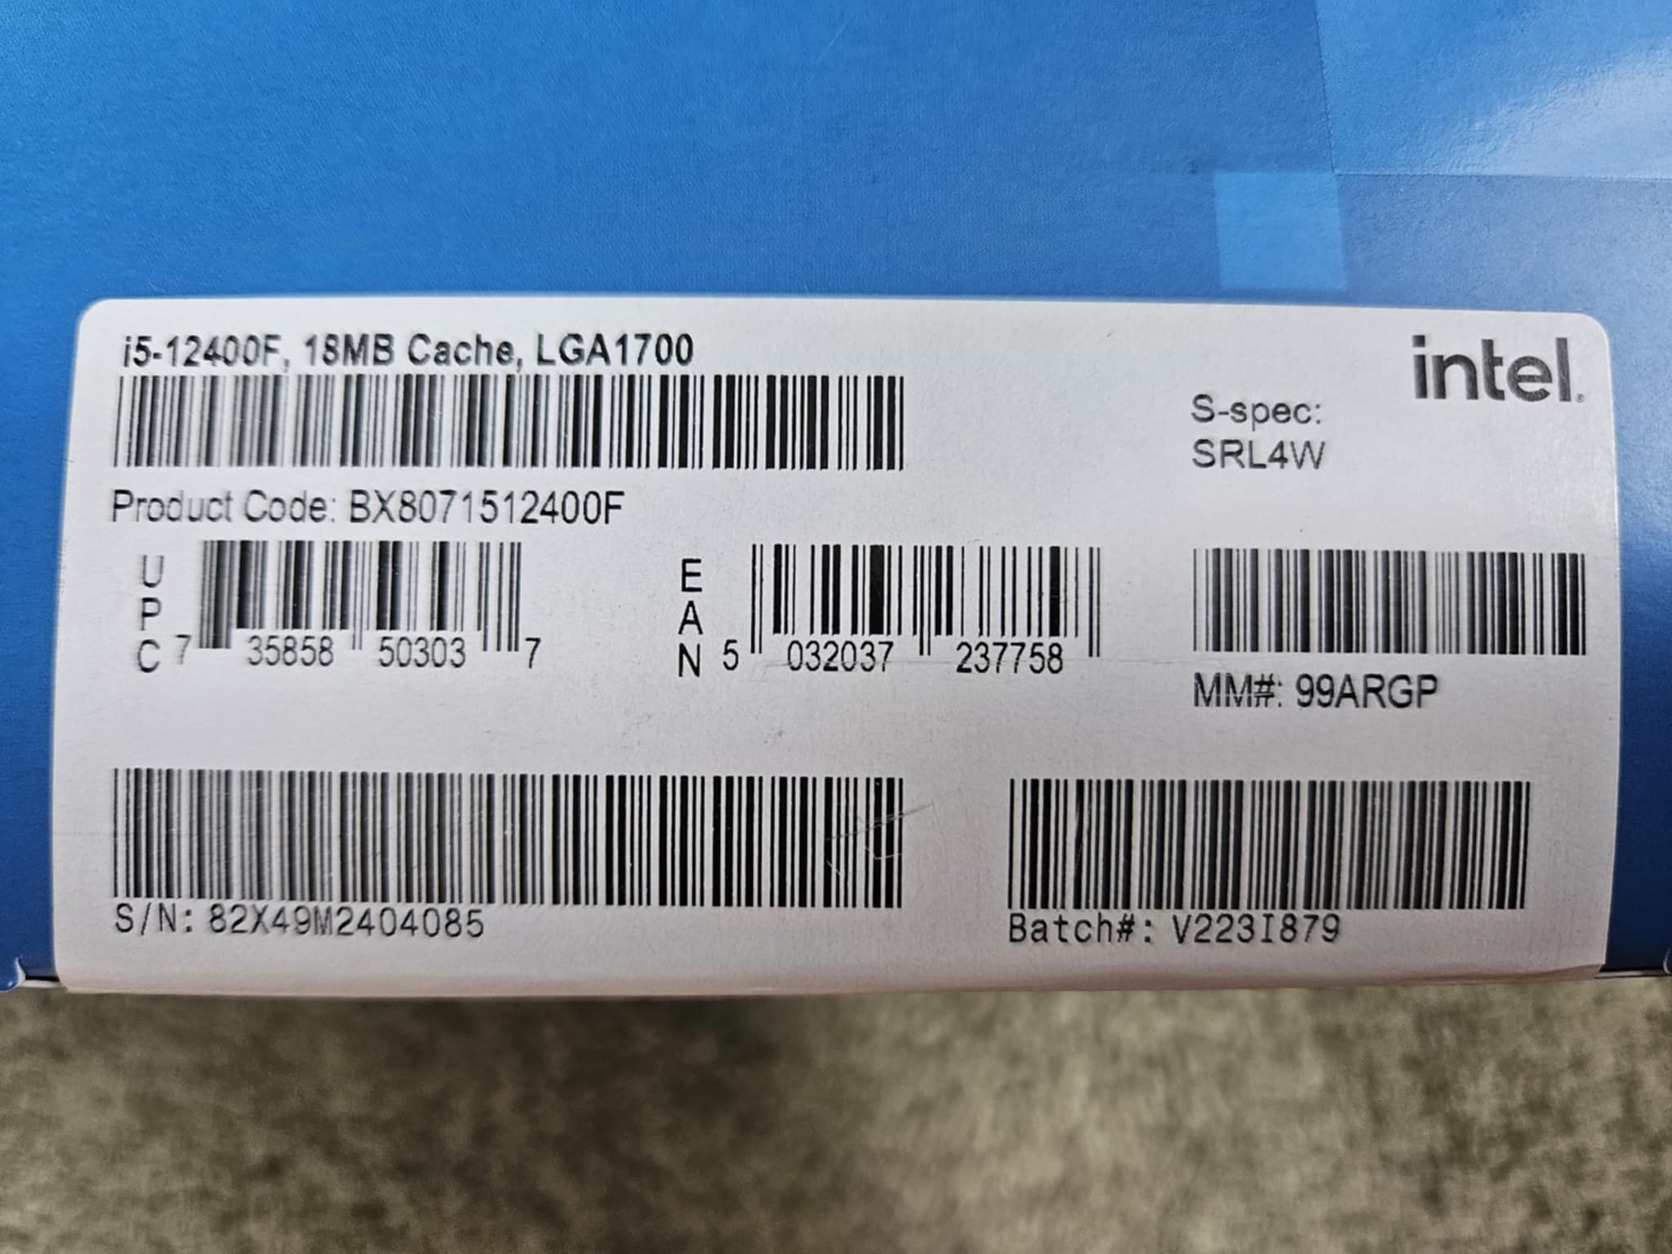 i5-12400F, 18MB Cache, LGA1700
intel.
S-spec:
SRL4W
Product Code: BX8071512400F
UPC 7 35858 50303 7
EAN 5 032037 237758
MM#: 99ARGP
S/N: 82X49M2404085
Batch#: V223I879